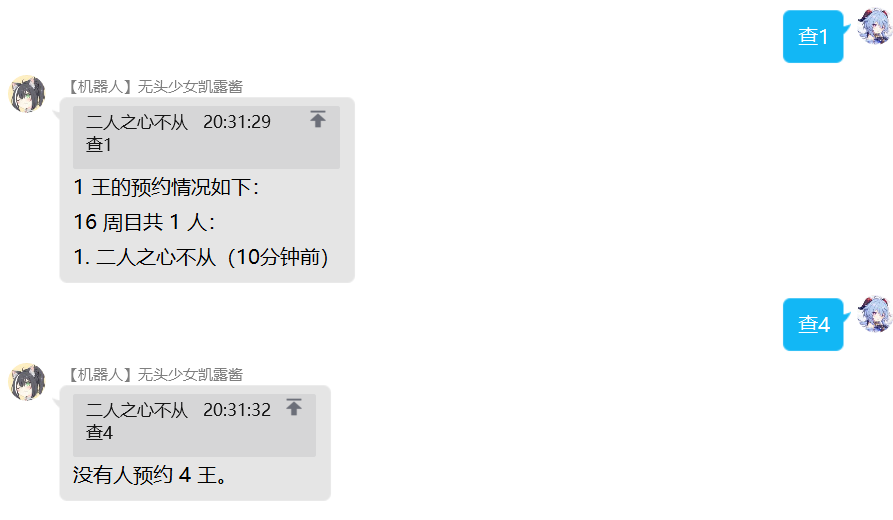 查1
【机器人】无头少女凯露酱
二人之心不从 20:31:29
查1
1 王的预约情况如下：
16 周目共 1 人：
1. 二人之心不从（10分钟前）
查4
【机器人】无头少女凯露酱
二人之心不从 20:31:32
查4
没有人预约 4 王。